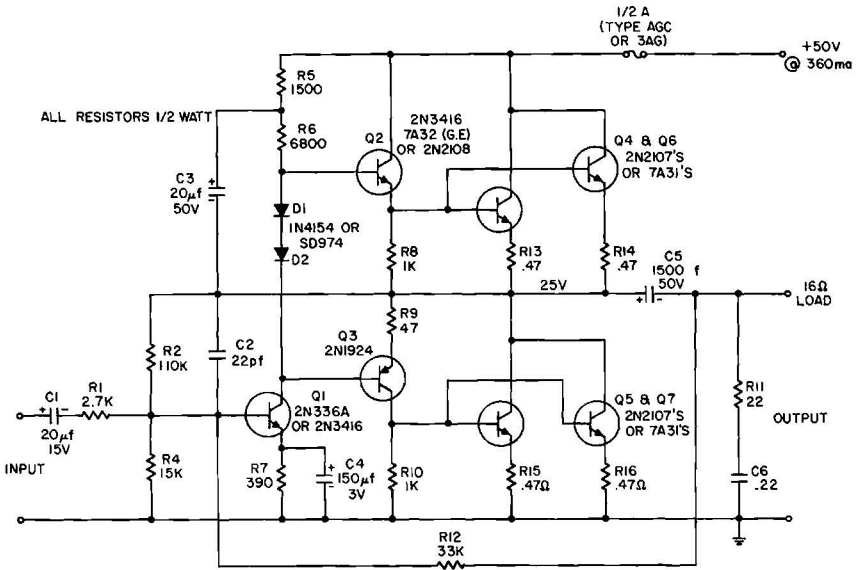 1/2 A
(TYPE AGC
OR 3AG)
+50V
@ 360ma
R5
1500
ALL RESISTORS 1/2 WATT
R6
6800
Q2
2N3416
7A32 (G.E)
OR 2N2108
Q4 & Q6
2N2107'S
OR 7A31'S
C3
+
20µf
-
50V
D1
1N4154 OR
SD974
D2
R8
1K
R13
.47
R14
.47
C5
1500 f
50V
+ -
25V
16Ω
LOAD
R9
47
R2
110K
C2
22pf
Q3
2N1924
C1
+ -
20µf
15V
R1
2.7K
Q1
2N336A
OR 2N3416
Q5 & Q7
2N2107'S
OR 7A31'S
R11
22
OUTPUT
INPUT
R4
15K
R7
390
C4
+
150µf
-
3V
R10
1K
R15
.47Ω
R16
.47Ω
C6
.22
R12
33K